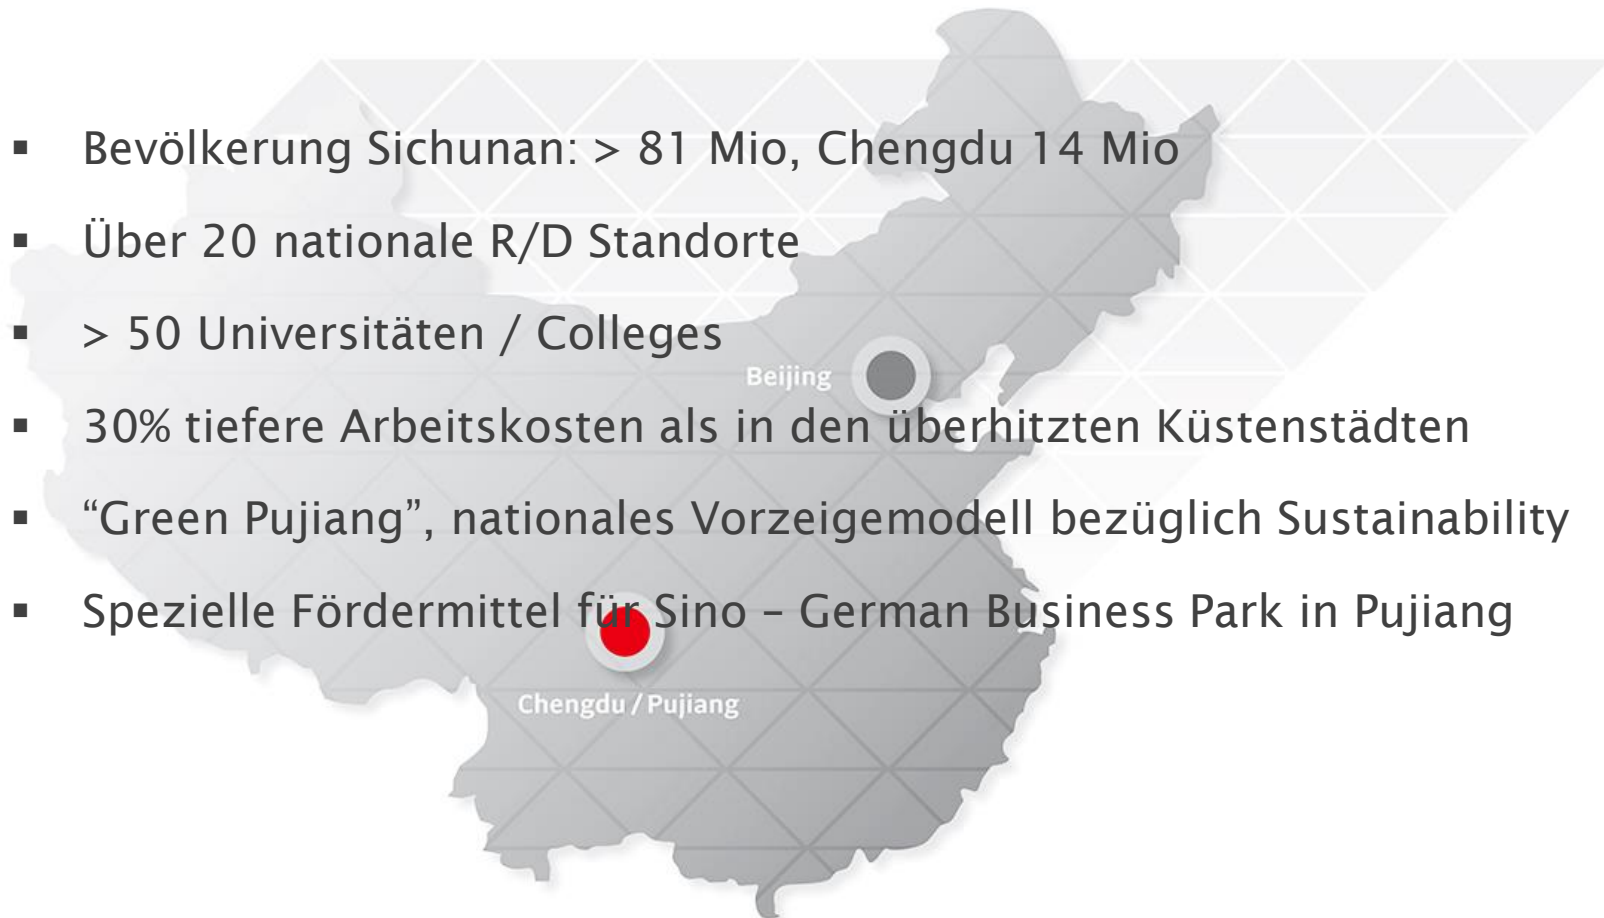 ▪ Bevölkerung Sichunan: > 81 Mio, Chengdu 14 Mio
▪ Über 20 nationale R/D Standorte
▪ > 50 Universitäten / Colleges
Beijing
▪ 30% tiefere Arbeitskosten als in den überhitzten Küstenstädten
▪ “Green Pujiang”, nationales Vorzeigemodell bezüglich Sustainability
▪ Spezielle Fördermittel für Sino – German Business Park in Pujiang
Chengdu / Pujiang